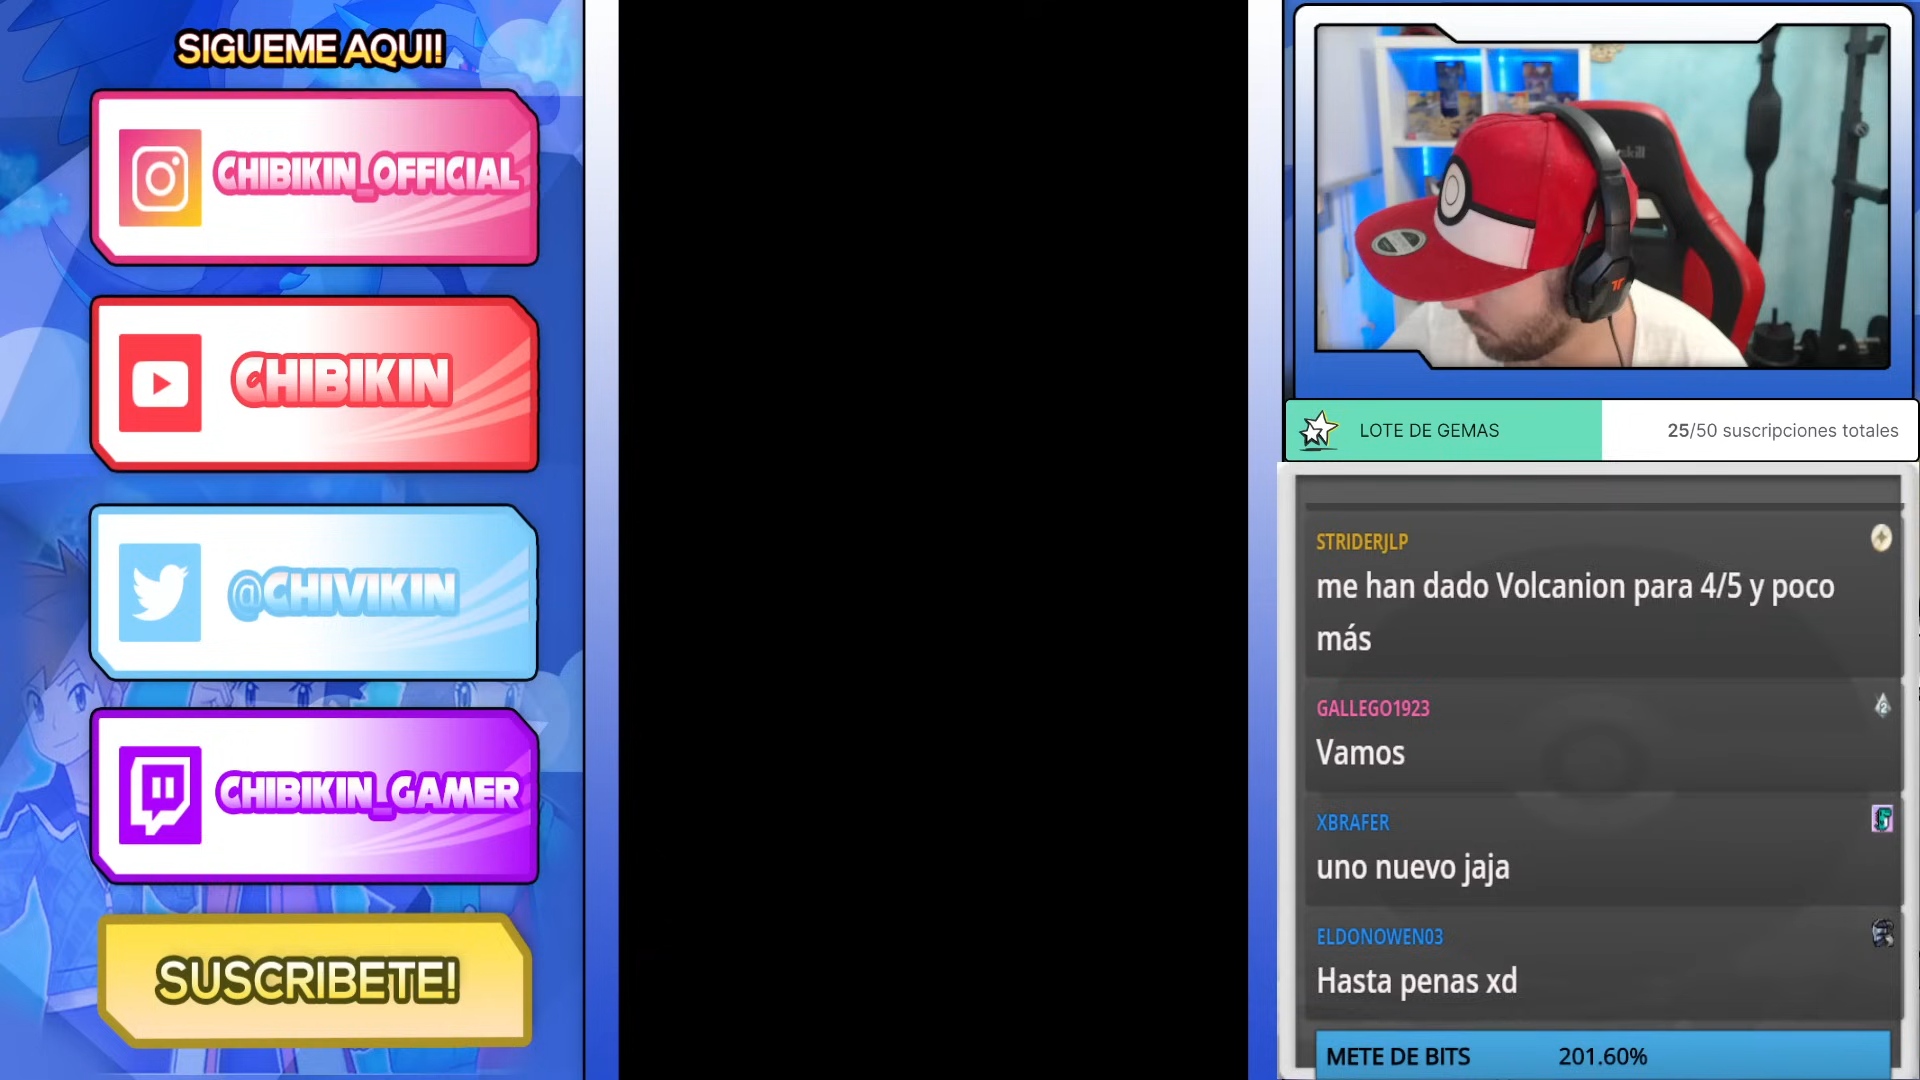 SIGUEME AQUI!
CHIBIKIN_OFFICIAL
CHIBIKIN
@CHIVIKIN
CHIBIKIN_GAMER
SUSCRIBETE!
LOTE DE GEMAS
25/50 suscripciones totales
STRIDERJLP
me han dado Volcanion para 4/5 y poco
más
GALLEGO1923
Vamos
XBRAFER
uno nuevo jaja
ELDONOWEN03
Hasta penas xd
METE DE BITS 201.60%